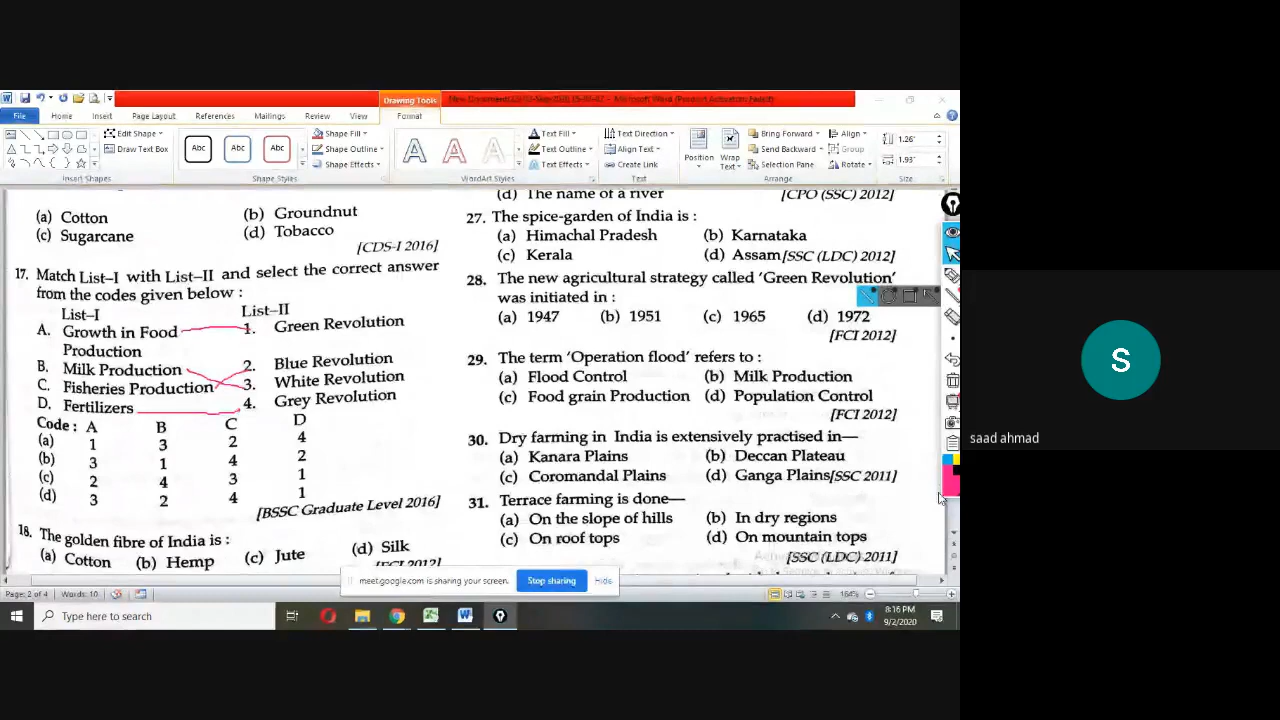 Drawing Tools
File Home Insert Page Layout References Mailings Review View Format
Edit Shape
Draw Text Box
Insert Shapes
Abc Abc Abc
Shape Fill
Shape Outline
Shape Effects
Shape Styles
A A A
Text Fill
Text Outline
Text Effects
WordArt Styles
Text Direction
Align Text
Create Link
Text
Position
Wrap Text
Bring Forward
Send Backward
Selection Pane
Align
Group
Rotate
Arrange
1.26"
1.93"
Size
(a) Cotton (b) Groundnut
(c) Sugarcane (d) Tobacco
[CDS-I 2016]
17. Match List–I with List–II and select the correct answer
from the codes given below :
List–I List–II
A. Growth in Food 1. Green Revolution
Production
B. Milk Production 2. Blue Revolution
C. Fisheries Production 3. White Revolution
D. Fertilizers 4. Grey Revolution
Code : A B C D
(a) 1 3 2 4
(b) 3 1 4 2
(c) 2 4 3 1
(d) 3 2 4 1
[BSSC Graduate Level 2016]
18. The golden fibre of India is :
(a) Cotton (b) Hemp (c) Jute (d) Silk
[FCI 2012]
(d) The name of a river [CPO (SSC) 2012]
27. The spice-garden of India is :
(a) Himachal Pradesh (b) Karnataka
(c) Kerala (d) Assam [SSC (LDC) 2012]
28. The new agricultural strategy called 'Green Revolution'
was initiated in :
(a) 1947 (b) 1951 (c) 1965 (d) 1972
[FCI 2012]
29. The term 'Operation flood' refers to :
(a) Flood Control (b) Milk Production
(c) Food grain Production (d) Population Control
[FCI 2012]
30. Dry farming in India is extensively practised in—
(a) Kanara Plains (b) Deccan Plateau
(c) Coromandal Plains (d) Ganga Plains [SSC 2011]
31. Terrace farming is done—
(a) On the slope of hills (b) In dry regions
(c) On roof tops (d) On mountain tops
[SSC (LDC) 2011]
meet.google.com is sharing your screen. Stop sharing Hide
Page: 2 of 4 Words: 10 164%
Type here to search
8:16 PM
9/2/2020
S
saad ahmad